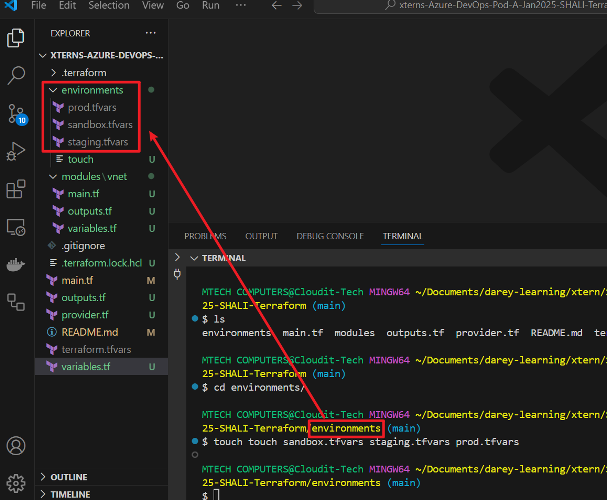 File Edit Selection View Go Run ···
xterns-Azure-DevOps-Pod-A-Jan2025-SHALI-Terra
EXPLORER ···
XTERNS-AZURE-DEVOPS-...
.terraform
environments
prod.tfvars
sandbox.tfvars
staging.tfvars
touch U
modules\vnet
main.tf U
outputs.tf U
variables.tf U
.gitignore
.terraform.lock.hcl U
main.tf M
outputs.tf U
provider.tf U
README.md M
terraform.tfvars
variables.tf U
OUTLINE
TIMELINE
10
PROBLEMS OUTPUT DEBUG CONSOLE TERMINAL
TERMINAL
MTECH COMPUTERS@Cloudit-Tech MINGW64 ~/Documents/darey-learning/xtern/
25-SHALI-Terraform (main)
$ ls
environments main.tf modules outputs.tf provider.tf README.md te
MTECH COMPUTERS@Cloudit-Tech MINGW64 ~/Documents/darey-learning/xtern/
25-SHALI-Terraform (main)
$ cd environments/
MTECH COMPUTERS@Cloudit-Tech MINGW64 ~/Documents/darey-learning/xtern/
25-SHALI-Terraform/environments (main)
$ touch touch sandbox.tfvars staging.tfvars prod.tfvars
MTECH COMPUTERS@Cloudit-Tech MINGW64 ~/Documents/darey-learning/xtern/
25-SHALI-Terraform/environments (main)
$